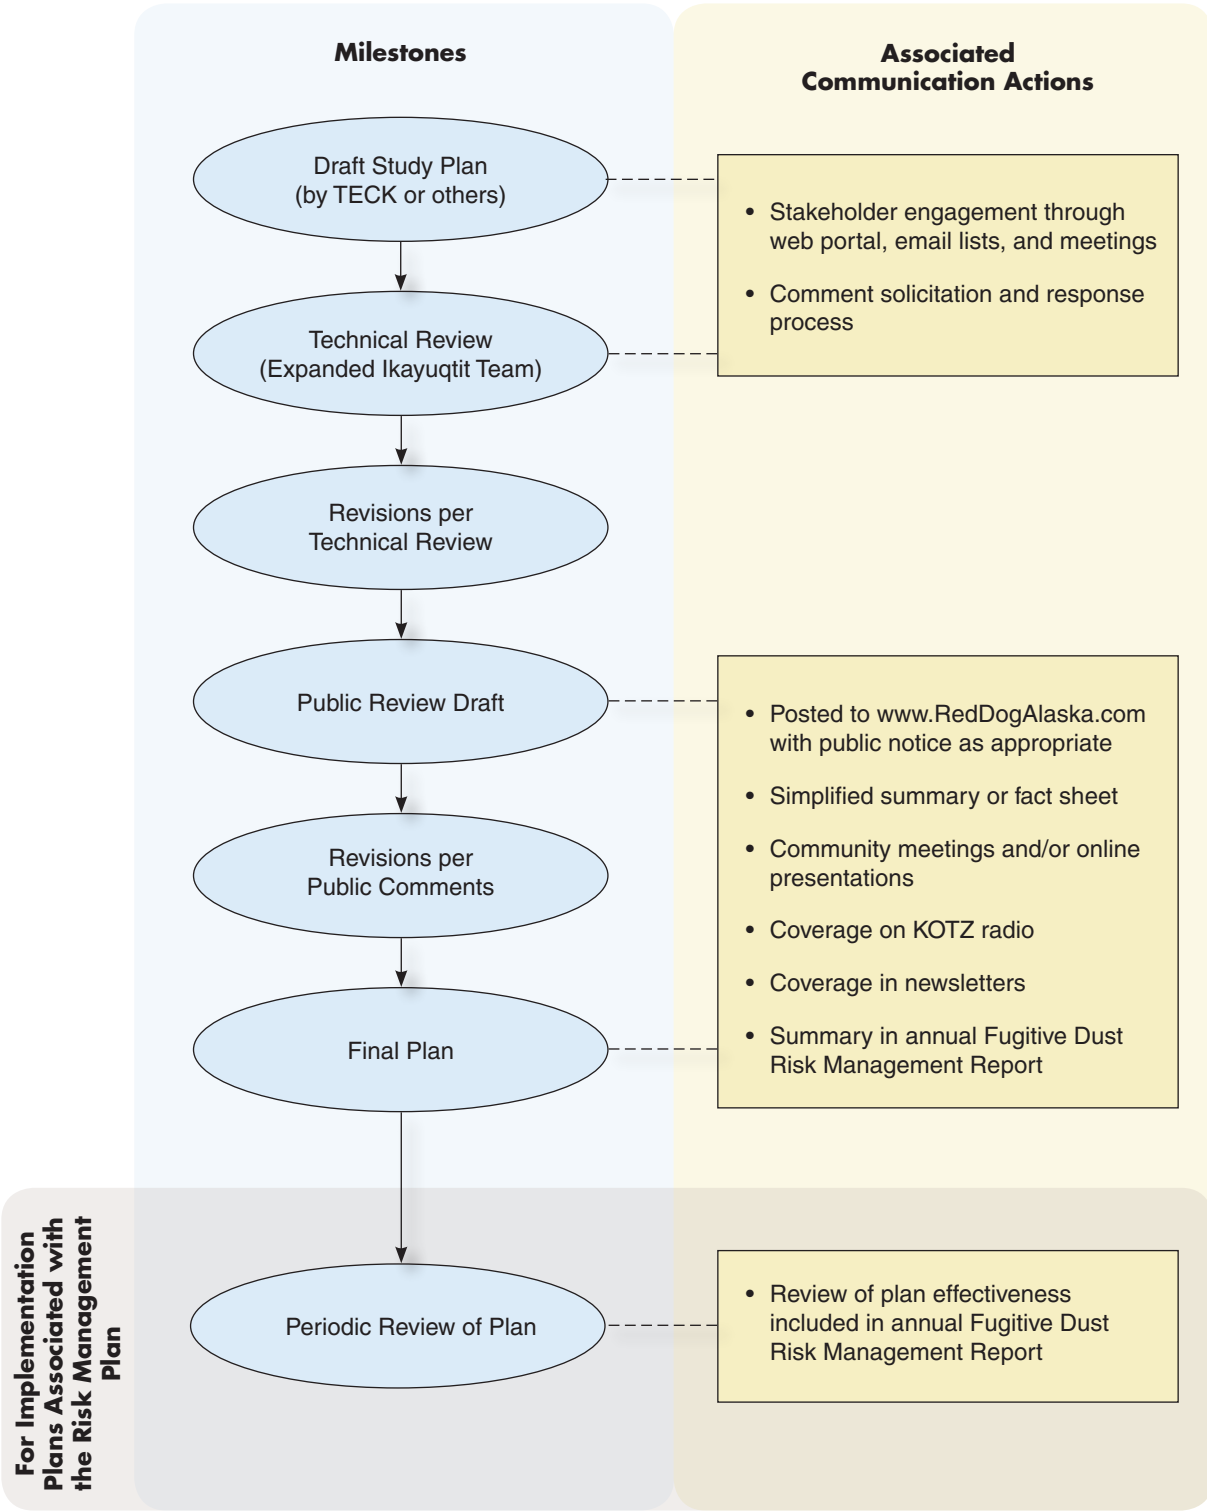 Milestones
Associated
Communication Actions
Draft Study Plan
(by TECK or others)
• Stakeholder engagement through
web portal, email lists, and meetings
• Comment solicitation and response
process
Technical Review
(Expanded Ikayuqtit Team)
Revisions per
Technical Review
Public Review Draft
• Posted to www.RedDogAlaska.com
with public notice as appropriate
• Simplified summary or fact sheet
• Community meetings and/or online
presentations
• Coverage on KOTZ radio
• Coverage in newsletters
• Summary in annual Fugitive Dust
Risk Management Report
Revisions per
Public Comments
Final Plan
For Implementation
Plans Associated with
the Risk Management
Plan
Periodic Review of Plan
• Review of plan effectiveness
included in annual Fugitive Dust
Risk Management Report